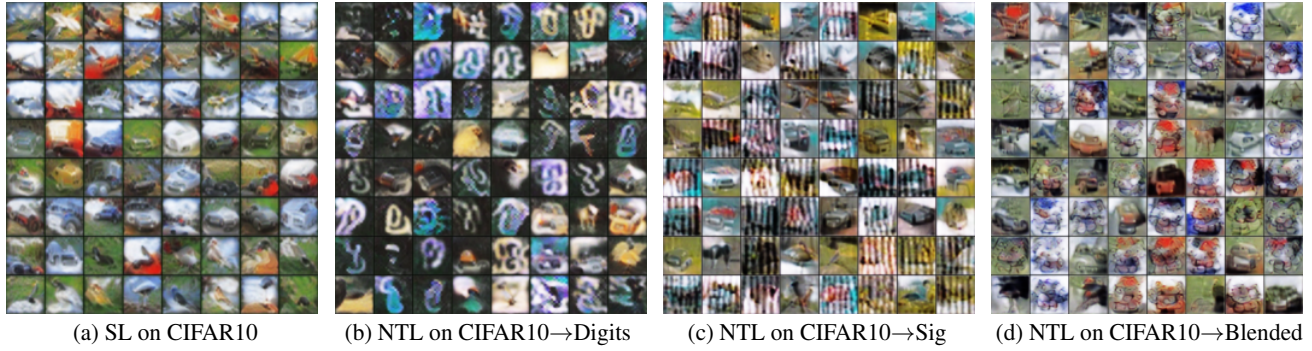 (a) SL on CIFAR10
(b) NTL on CIFAR10→Digits
(c) NTL on CIFAR10→Sig
(d) NTL on CIFAR10→Blended